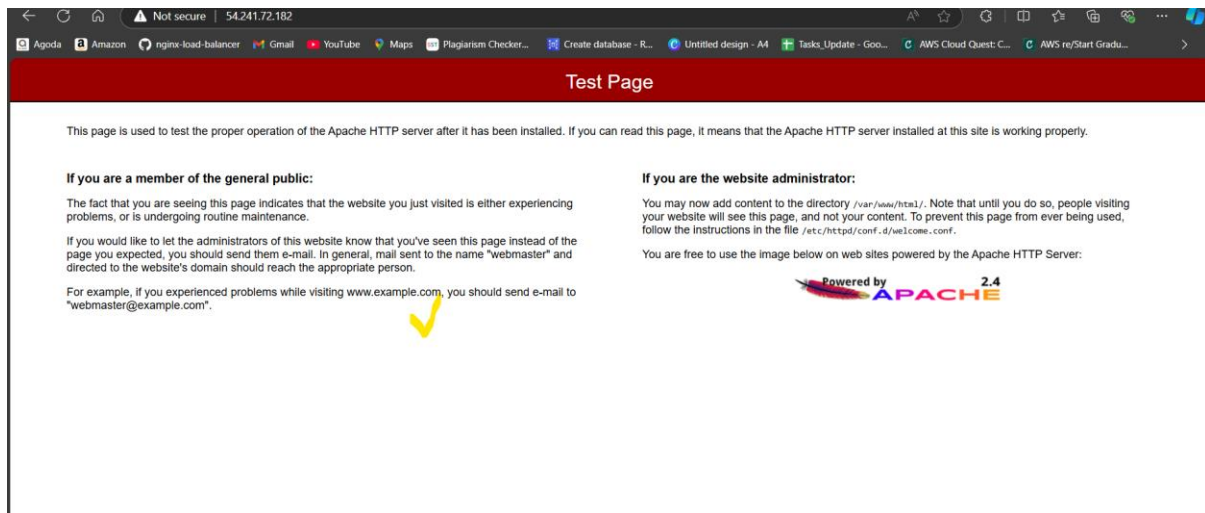 Not secure | 54.241.72.182
Agoda Amazon nginx-load-balancer Gmail YouTube Maps Plagiarism Checker... Create database - R... Untitled design - A4 Tasks_Update - Goo... AWS Cloud Quest: C... AWS re/Start Gradu...
Test Page
This page is used to test the proper operation of the Apache HTTP server after it has been installed. If you can read this page, it means that the Apache HTTP server installed at this site is working properly.
If you are a member of the general public:
The fact that you are seeing this page indicates that the website you just visited is either experiencing
problems, or is undergoing routine maintenance.
If you would like to let the administrators of this website know that you've seen this page instead of the
page you expected, you should send them e-mail. In general, mail sent to the name "webmaster" and
directed to the website's domain should reach the appropriate person.
For example, if you experienced problems while visiting www.example.com, you should send e-mail to
"webmaster@example.com".
If you are the website administrator:
You may now add content to the directory /var/www/html/. Note that until you do so, people visiting
your website will see this page, and not your content. To prevent this page from ever being used,
follow the instructions in the file /etc/httpd/conf.d/welcome.conf.
You are free to use the image below on web sites powered by the Apache HTTP Server:
Powered by 2.4
APACHE